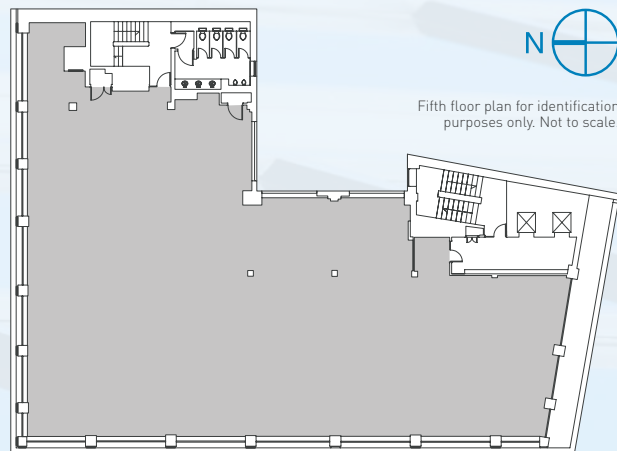 N
Fifth floor plan for identification
purposes only. Not to scale.